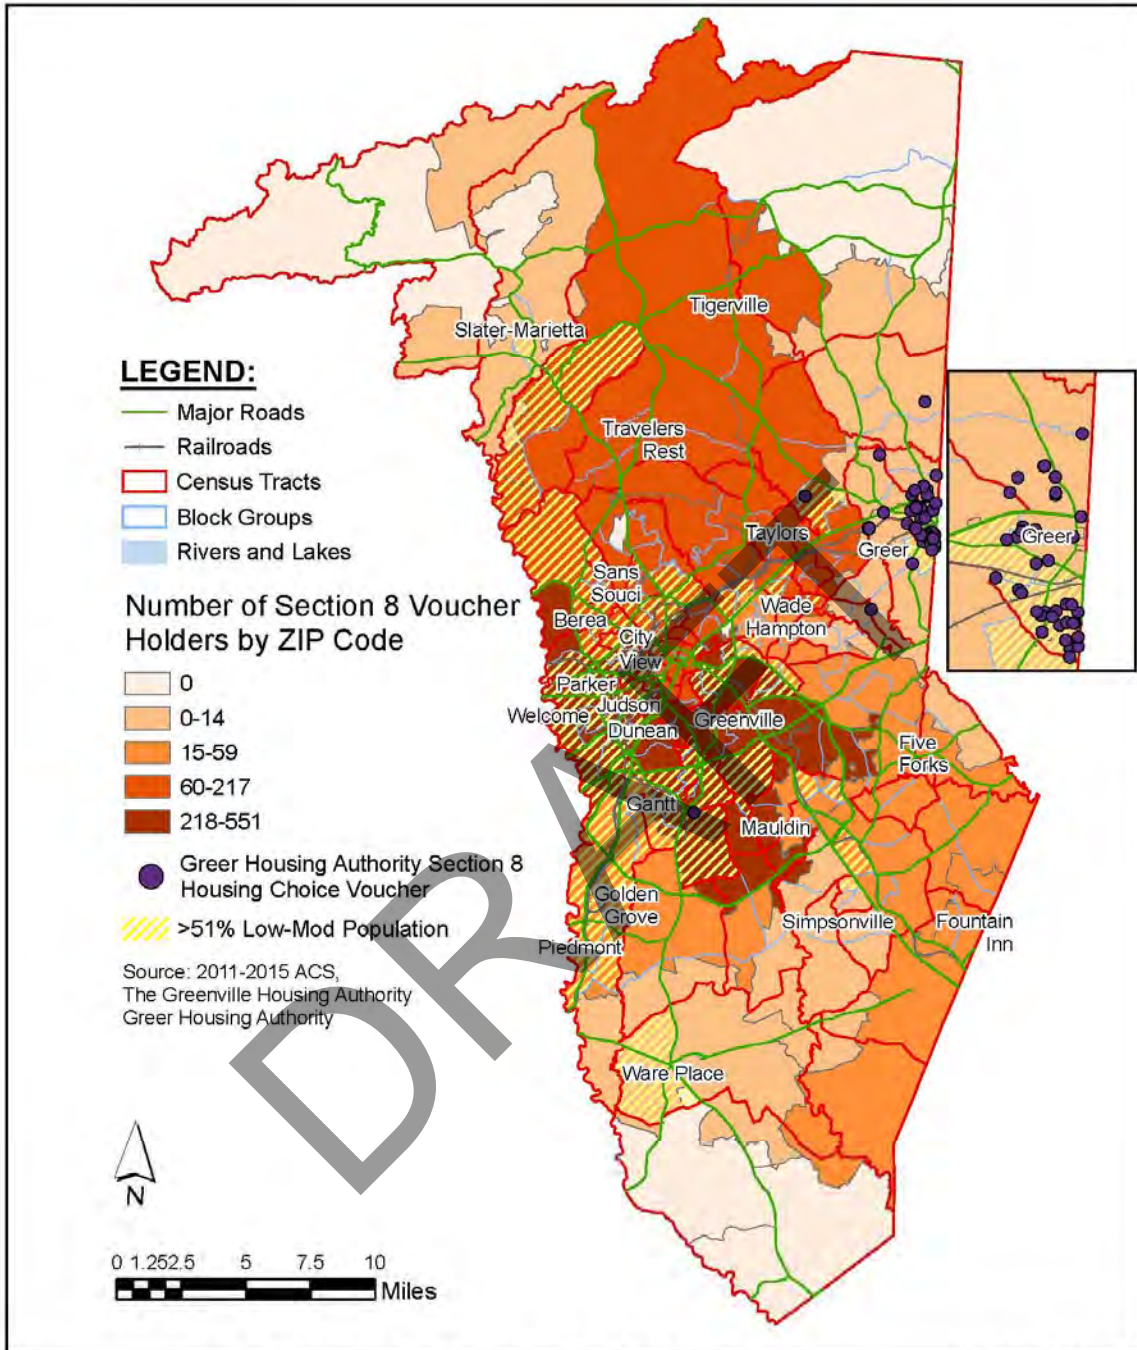 Tigerville
Slater-Marietta
LEGEND:
Major Roads
Railroads
Census Tracts
Block Groups
Rivers and Lakes
Number of Section 8 Voucher
Holders by ZIP Code
0
0-14
15-59
60-217
218-551
Greer Housing Authority Section 8
Housing Choice Voucher
>51% Low-Mod Population
Source: 2011-2015 ACS,
The Greenville Housing Authority
Greer Housing Authority
Travelers
Rest
Taylors
Greer
Greer
Sans
Souci
Berea
Wade
Hampton
City
View
Parker
Judson
Welcome
Greenville
Dunean
Five
Forks
Gantt
Mauldin
Golden
Grove
Simpsonville
Fountain
Inn
Piedmont
Ware Place
DRAFT
N
0 1.25 2.5 5 7.5 10
Miles